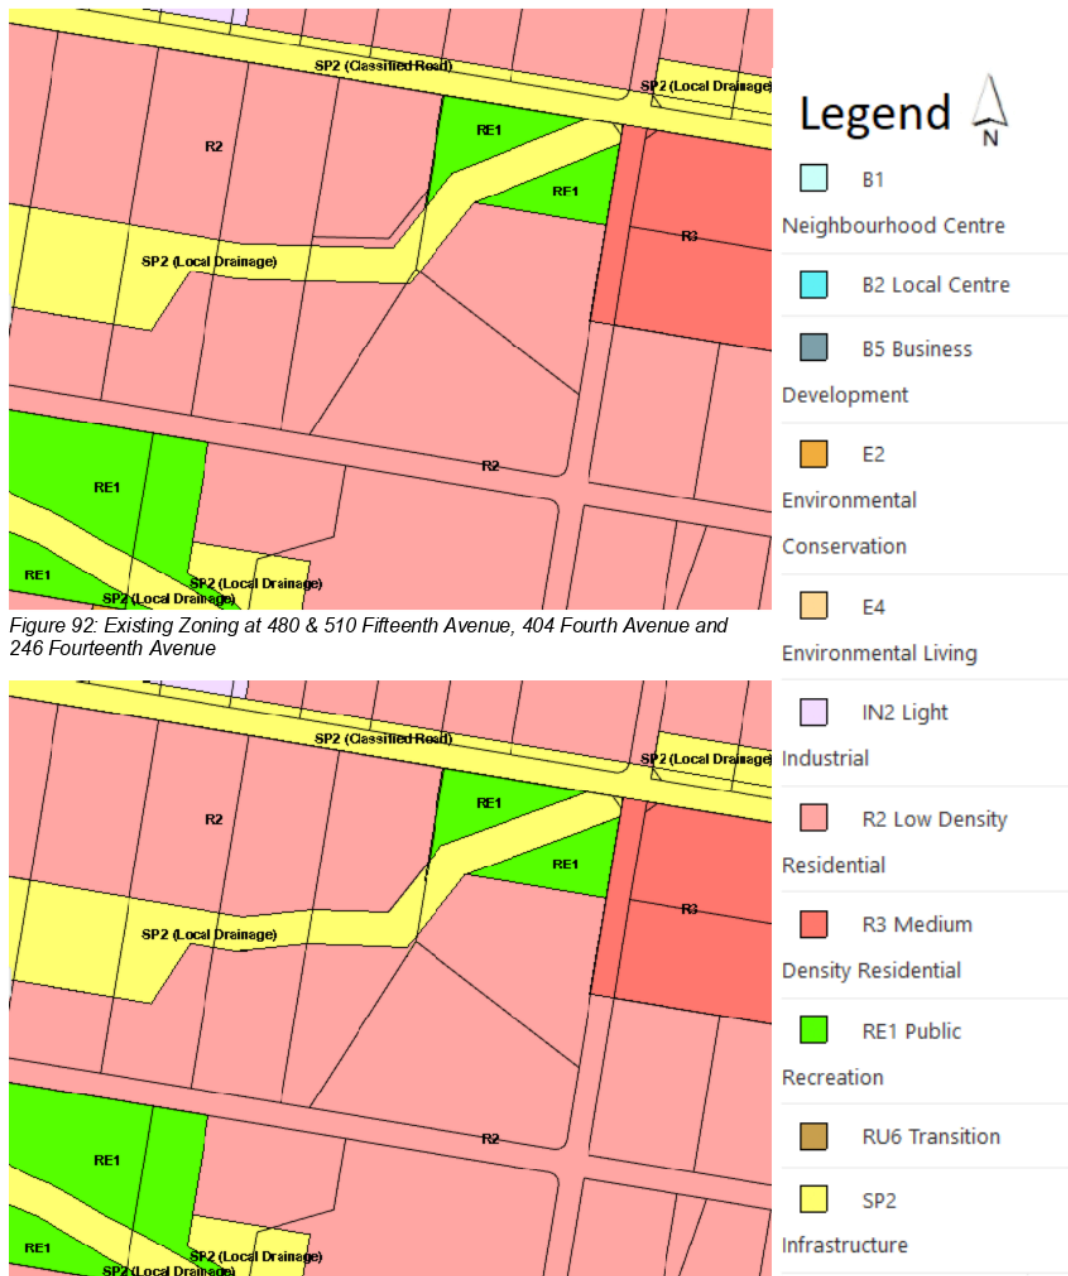 SP2 (Classified Road)
SP2 (Local Drainage)
RE1
R2
RE1
R3
SP2 (Local Drainage)
R2
RE1
RE1
SP2 (Local Drainage)
SP2 (Local Drainage)
Figure 92: Existing Zoning at 480 & 510 Fifteenth Avenue, 404 Fourth Avenue and
246 Fourteenth Avenue
SP2 (Classified Road)
SP2 (Local Drainage)
RE1
R2
RE1
R3
SP2 (Local Drainage)
R2
RE1
RE1
SP2 (Local Drainage)
SP2 (Local Drainage)
Legend
N
B1
Neighbourhood Centre
B2 Local Centre
B5 Business
Development
E2
Environmental
Conservation
E4
Environmental Living
IN2 Light
Industrial
R2 Low Density
Residential
R3 Medium
Density Residential
RE1 Public
Recreation
RU6 Transition
SP2
Infrastructure